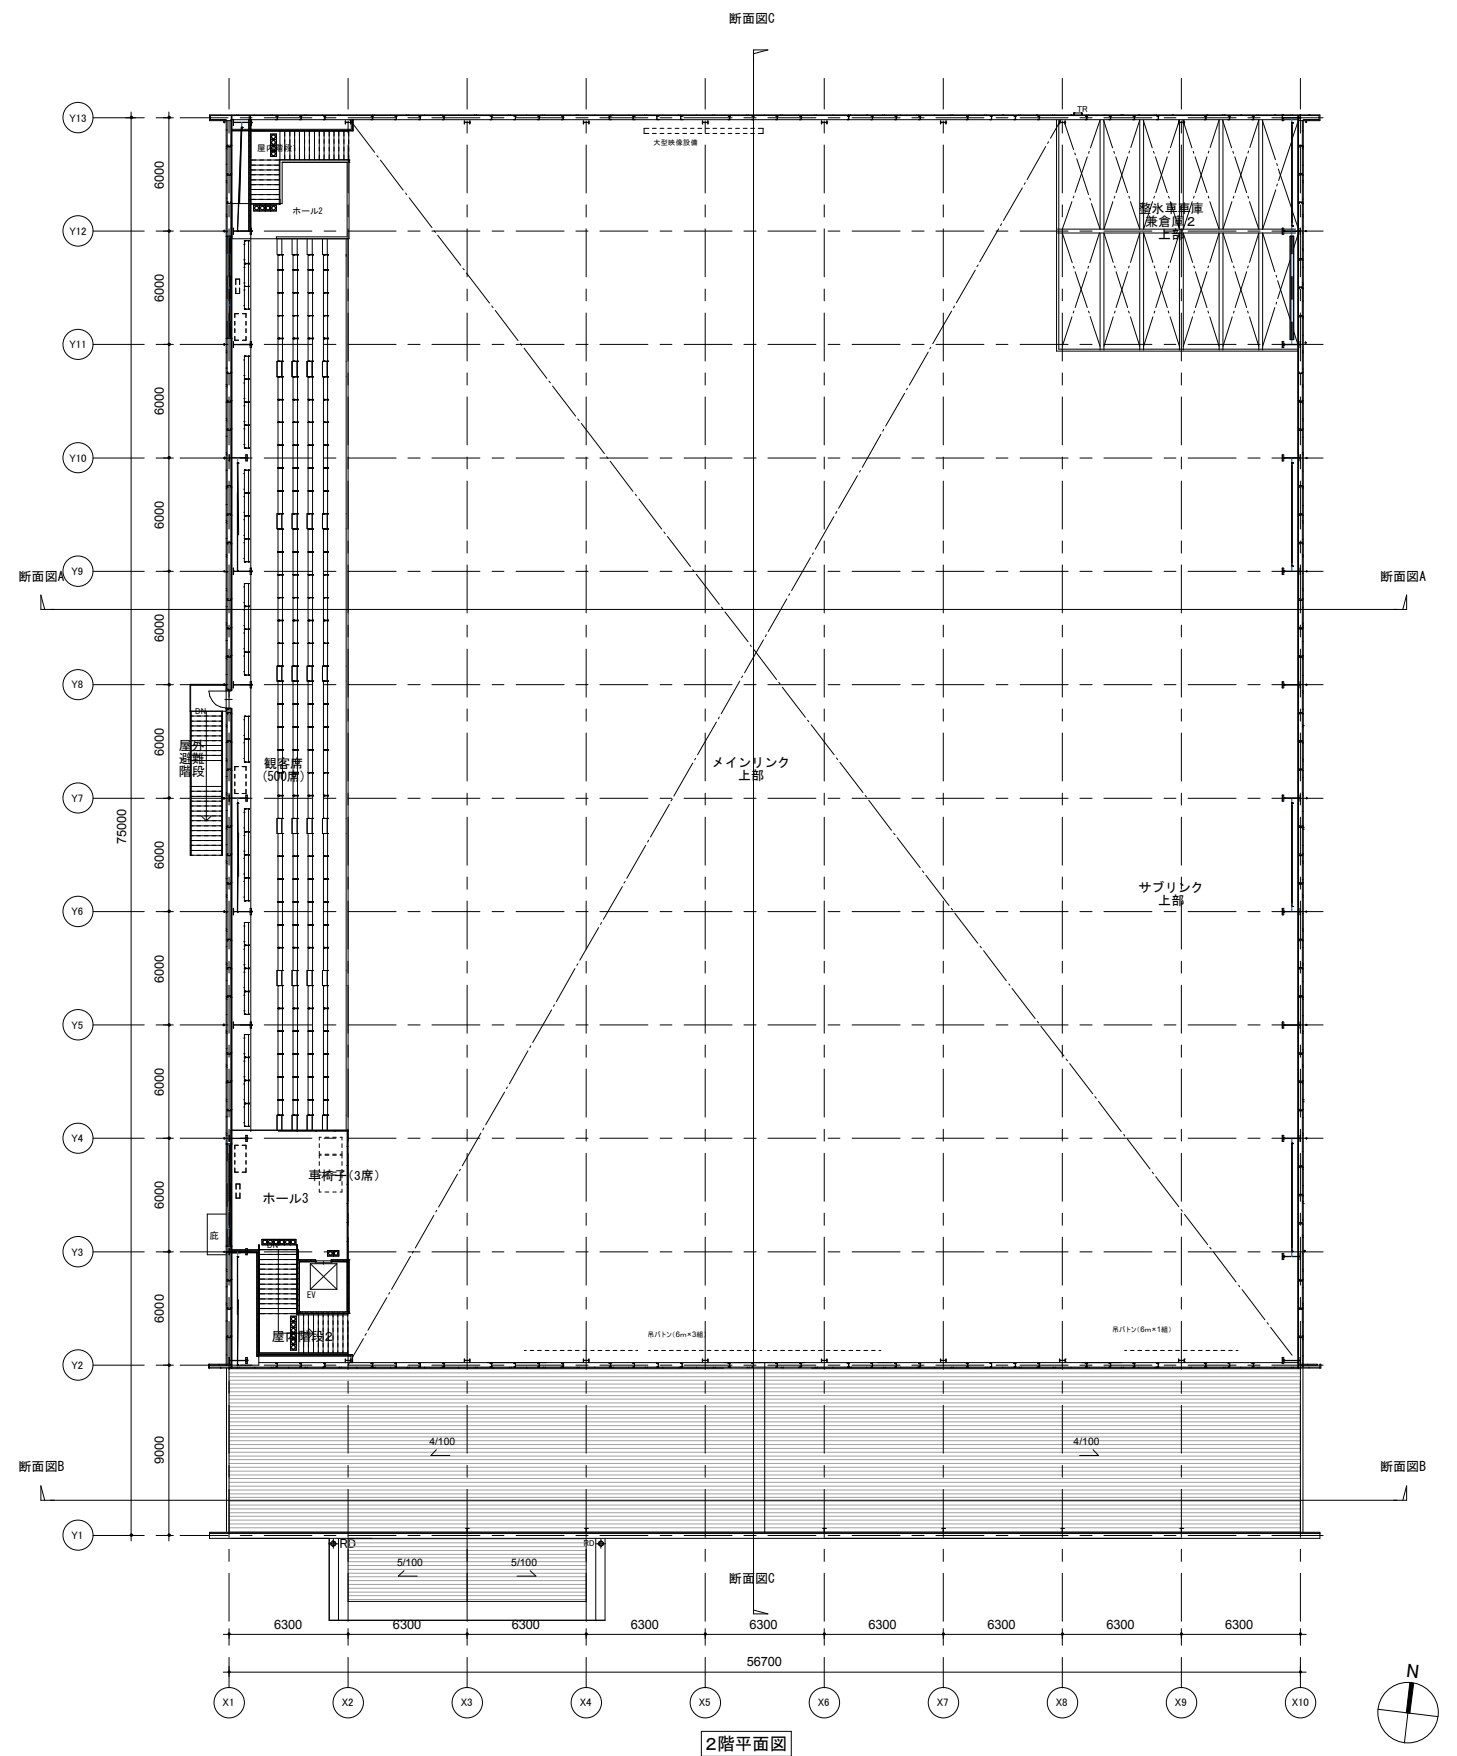 断面図C
Y13
TR
大型映像設備
屋内階段1
6000
ホール2
整氷車車庫
兼倉庫2
上部
Y12
6000
Y11
6000
Y10
6000
Y9
断面図A
断面図A
6000
Y8
DN
屋外
避難
階段
観客席
(500席)
6000
メインリンク
上部
Y7
75000
6000
サブリンク
上部
Y6
6000
Y5
6000
Y4
車椅子(3席)
ホール3
6000
庇
Y3
DN
EV
6000
屋内階段2
吊バトン(6m×3組)
吊バトン(6m×1組)
Y2
4/100
4/100
9000
断面図B
断面図B
Y1
RD
RD
5/100
5/100
断面図C
6300
6300
6300
6300
6300
6300
6300
6300
6300
56700
X1
X2
X3
X4
X5
X6
X7
X8
X9
X10
N
2階平面図